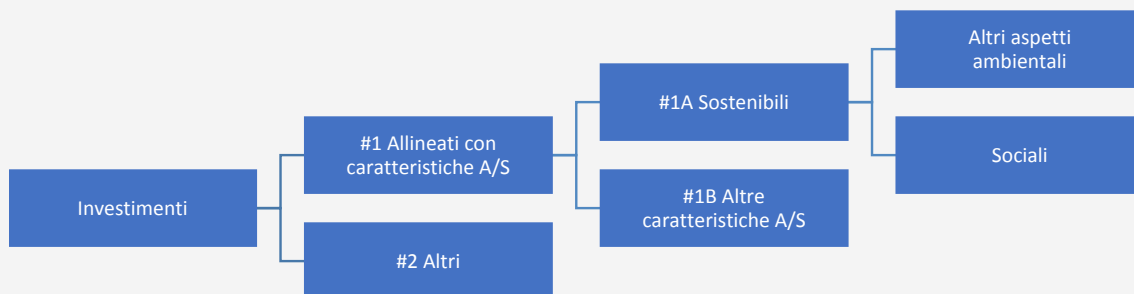 Investimenti
#1 Allineati con
caratteristiche A/S
#2 Altri
#1A Sostenibili
#1B Altre
caratteristiche A/S
Altri aspetti
ambientali
Sociali